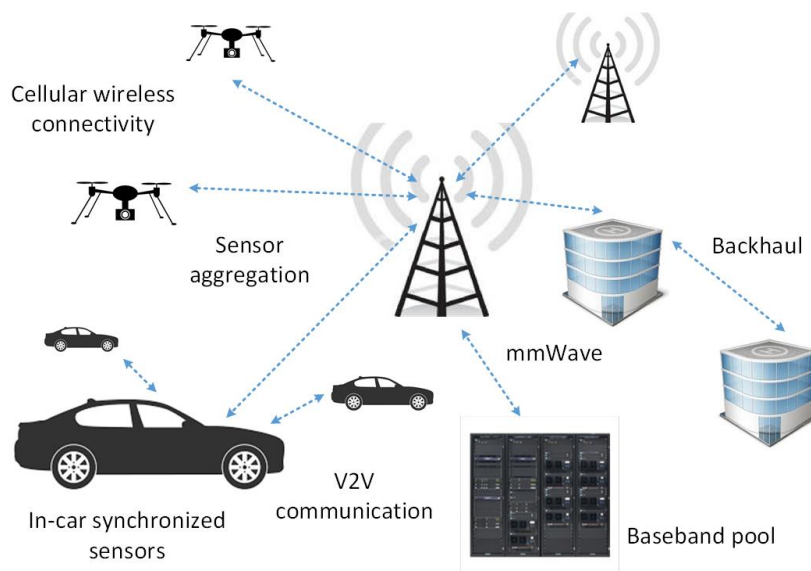 Cellular wireless
connectivity
Sensor
aggregation
Backhaul
mmWave
V2V
communication
In-car synchronized
sensors
Baseband pool